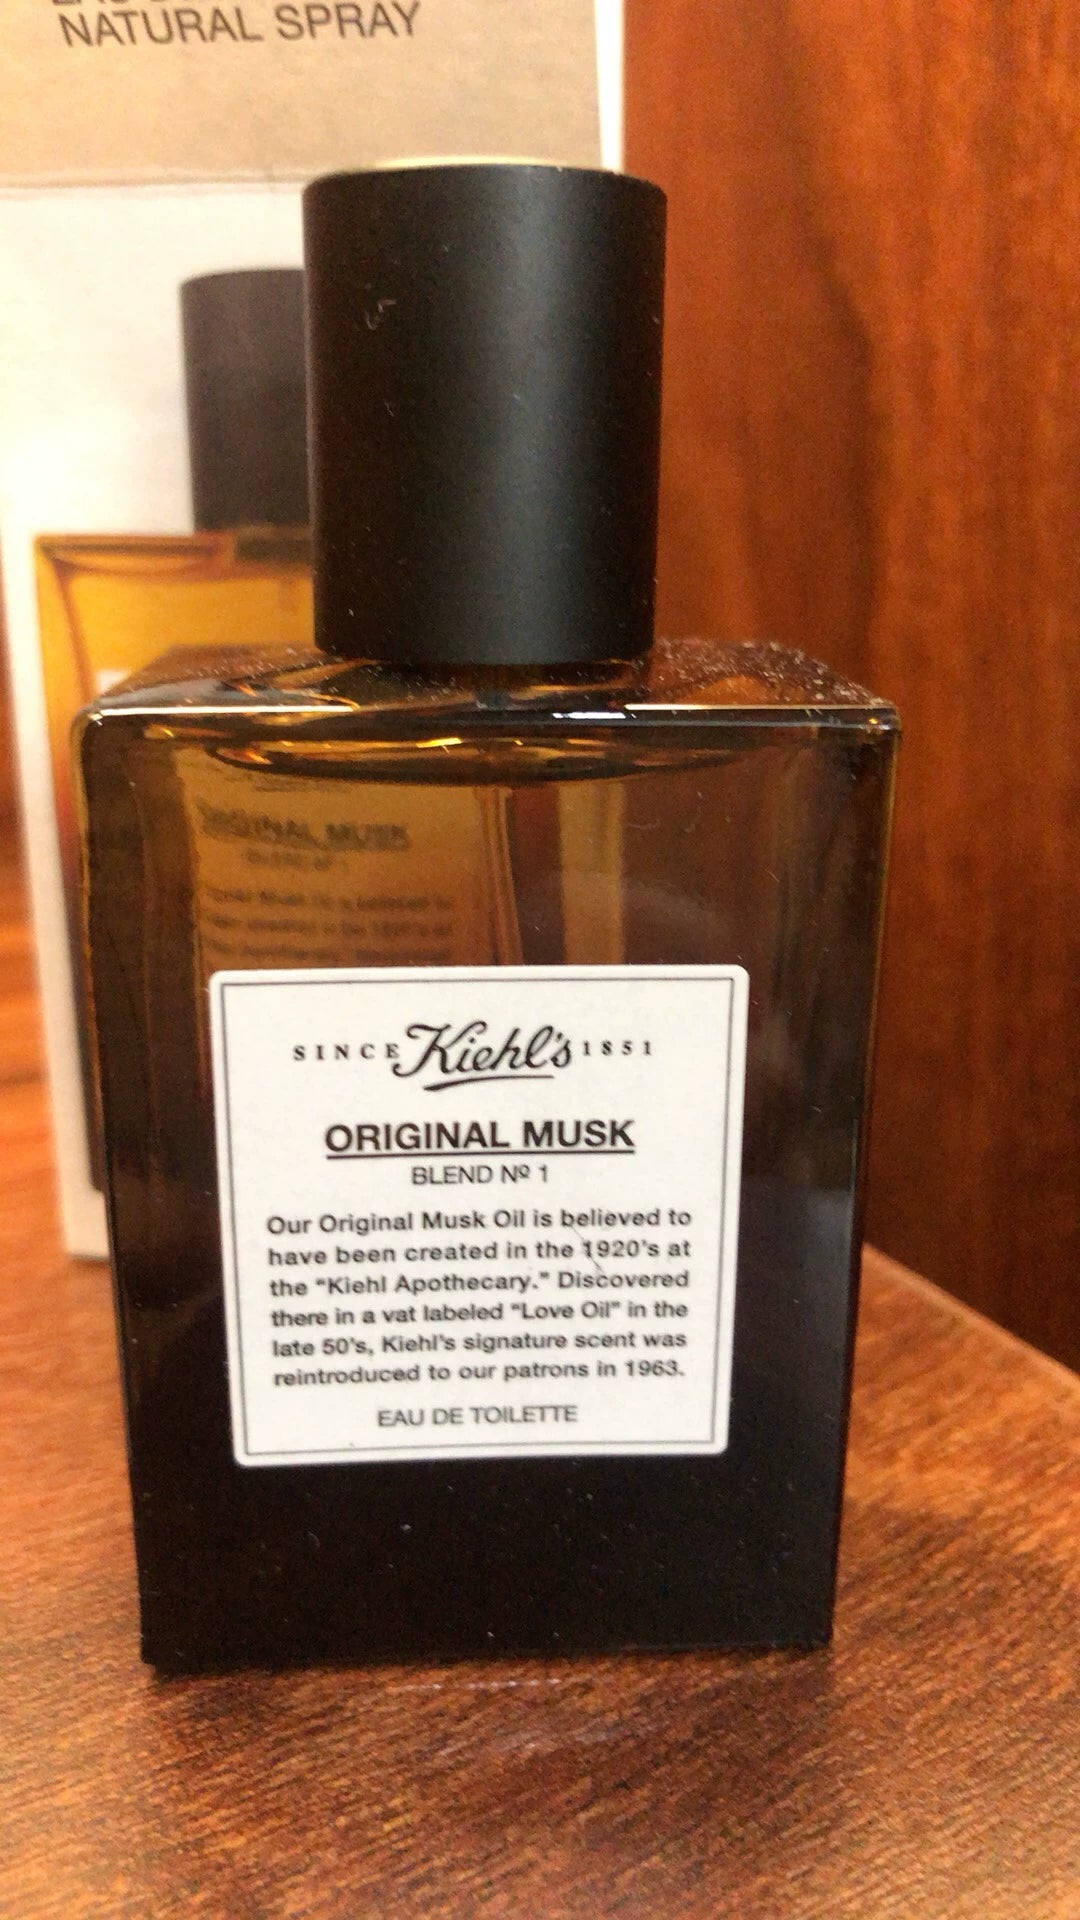 NATURAL SPRAY
ORIGINAL MUSK
SINCE Kiehl's 1851
ORIGINAL MUSK
BLEND Nº 1
Our Original Musk Oil is believed to
have been created in the 1920's at
the “Kiehl Apothecary.” Discovered
there in a vat labeled “Love Oil” in the
late 50's, Kiehl's signature scent was
reintroduced to our patrons in 1963.
EAU DE TOILETTE